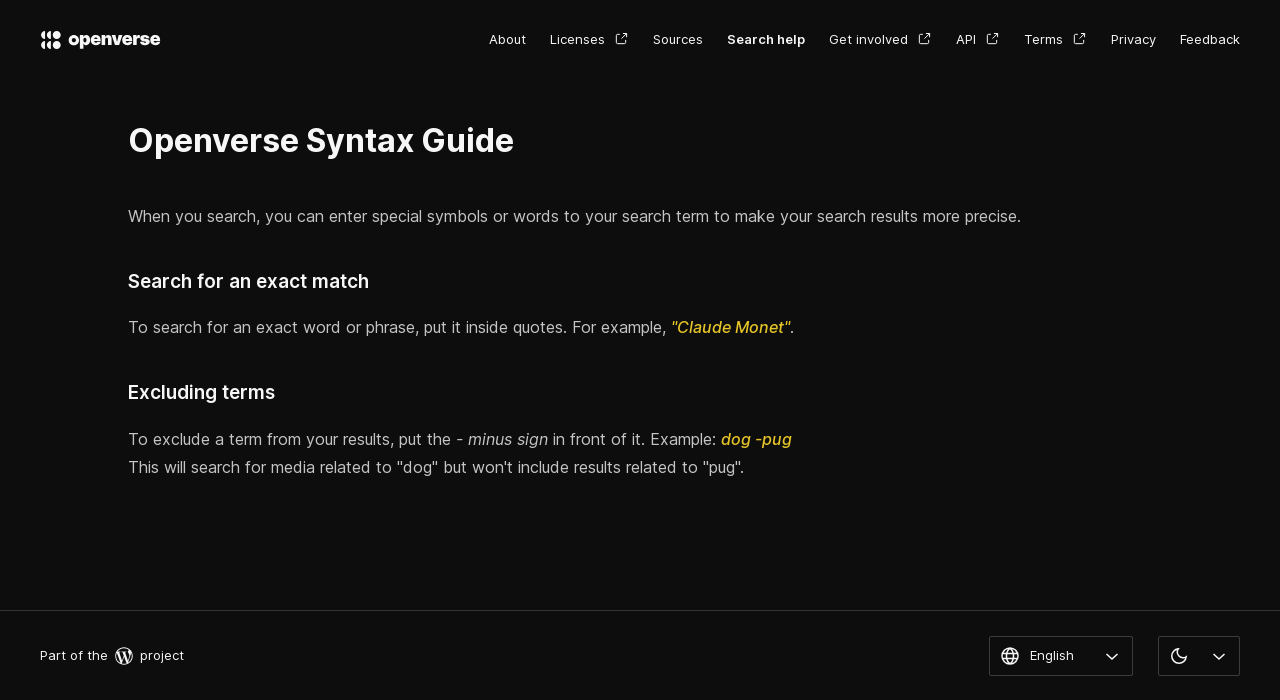 openverse
About Licenses Sources Search help Get involved API Terms Privacy Feedback
Openverse Syntax Guide
When you search, you can enter special symbols or words to your search term to make your search results more precise.
Search for an exact match
To search for an exact word or phrase, put it inside quotes. For example, "Claude Monet".
Excluding terms
To exclude a term from your results, put the - minus sign in front of it. Example: dog -pug
This will search for media related to "dog" but won't include results related to "pug".
Part of the project
English